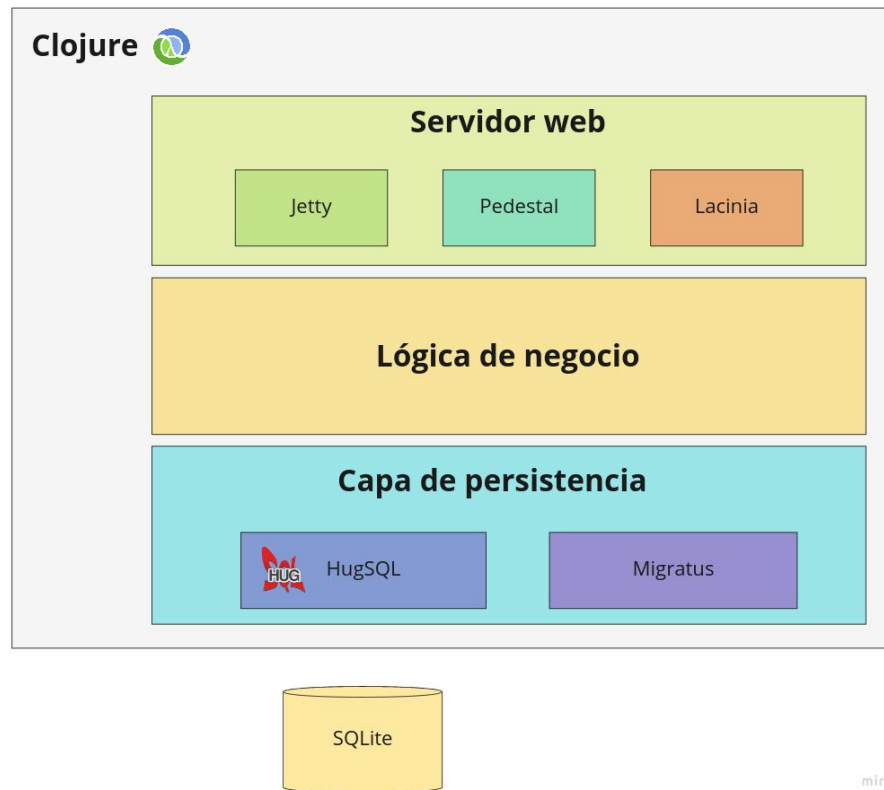 Clojure
Servidor web
Jetty
Pedestal
Lacinia
Lógica de negocio
Capa de persistencia
HUG
HugSQL
Migratus
SQLite